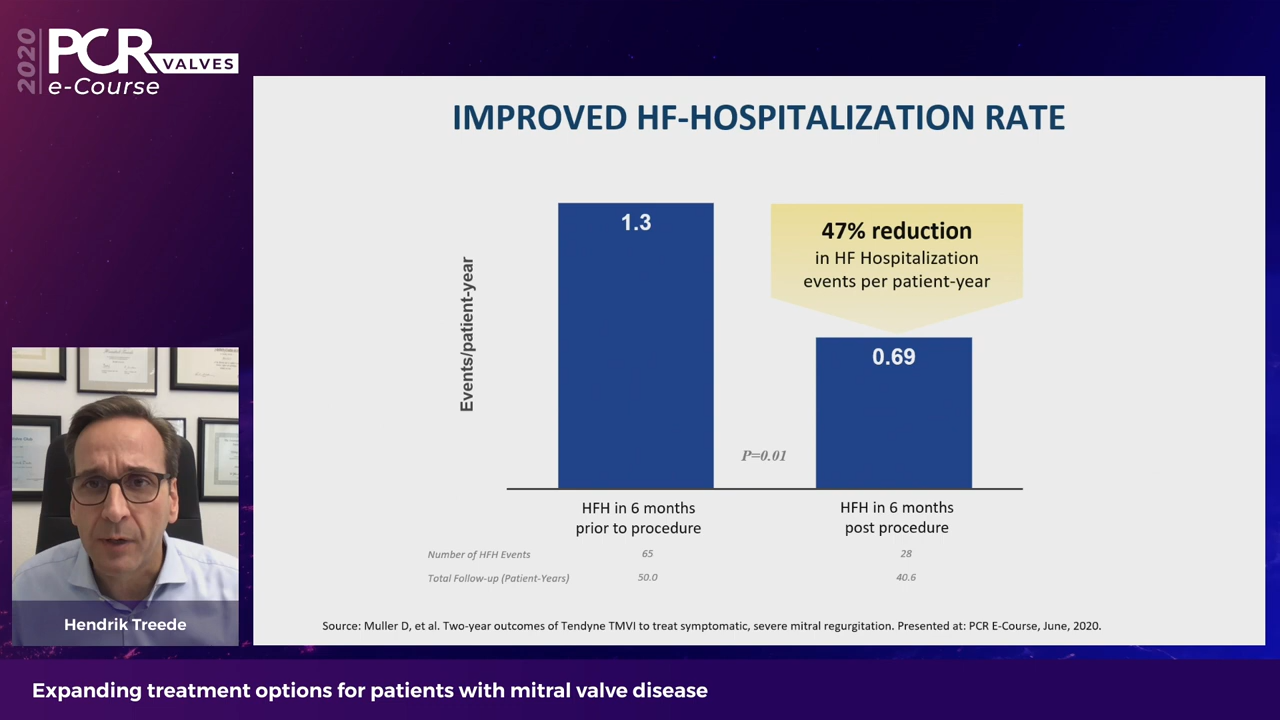 2020
PCR VALVES
e-Course
IMPROVED HF-HOSPITALIZATION RATE
Events/patient-year
1.3
47% reduction
in HF Hospitalization
events per patient-year
0.69
P=0.01
HFH in 6 months
prior to procedure
HFH in 6 months
post procedure
Number of HFH Events 65 28
Total Follow-up (Patient-Years) 50.0 40.6
Source: Muller D, et al. Two-year outcomes of Tendyne TMVI to treat symptomatic, severe mitral regurgitation. Presented at: PCR E-Course, June, 2020.
Hendrik Treede
Expanding treatment options for patients with mitral valve disease